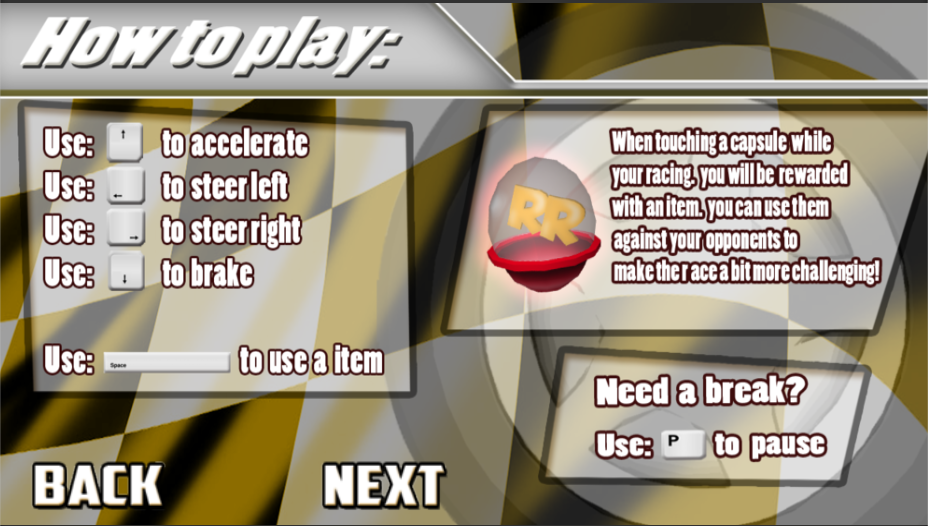 How to play:
Use: ↑ to accelerate
Use: ← to steer left
Use: → to steer right
Use: ↓ to brake
Use: Space to use a item
RR
When touching a capsule while
your racing. you will be rewarded
with an item. you can use them
against your opponents to
make the race a bit more challenging!
Need a break?
Use: P to pause
BACK
NEXT